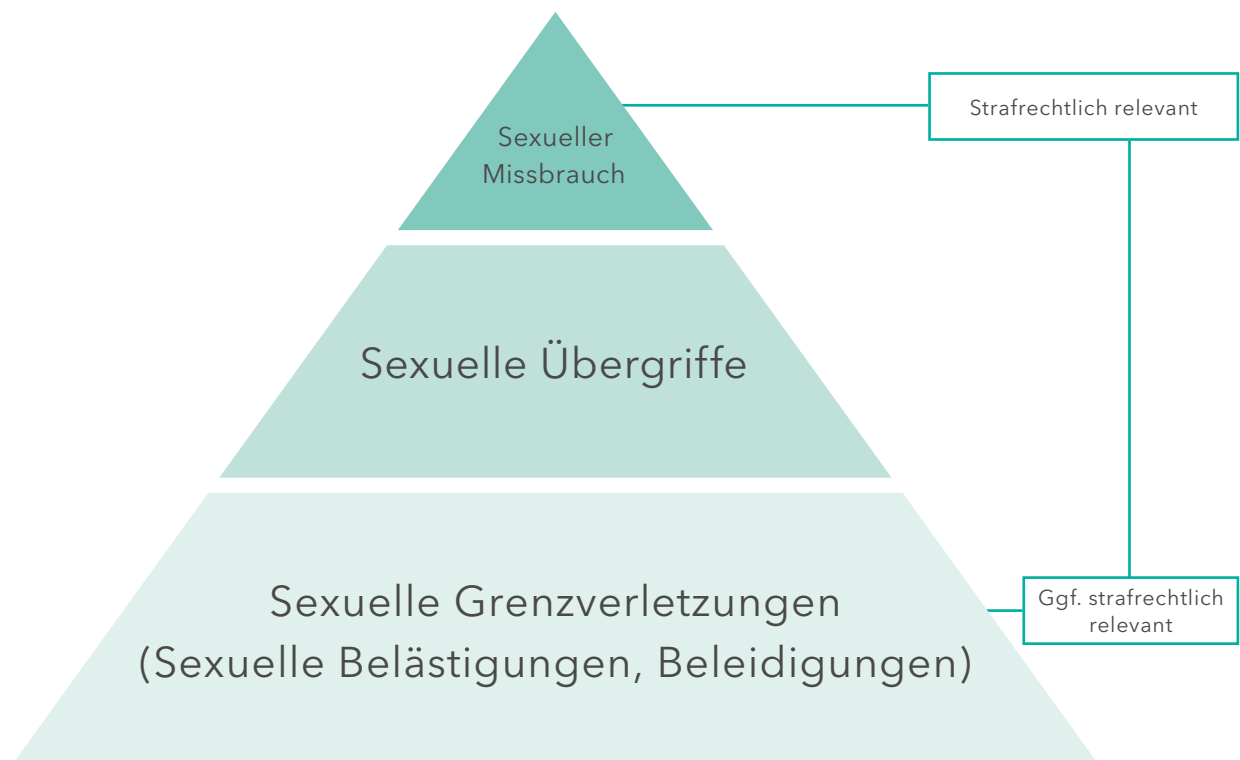 Strafrechtlich relevant
Sexueller
Missbrauch
Sexuelle Übergriffe
Sexuelle Grenzverletzungen
(Sexuelle Belästigungen, Beleidigungen)
Ggf. strafrechtlich
relevant